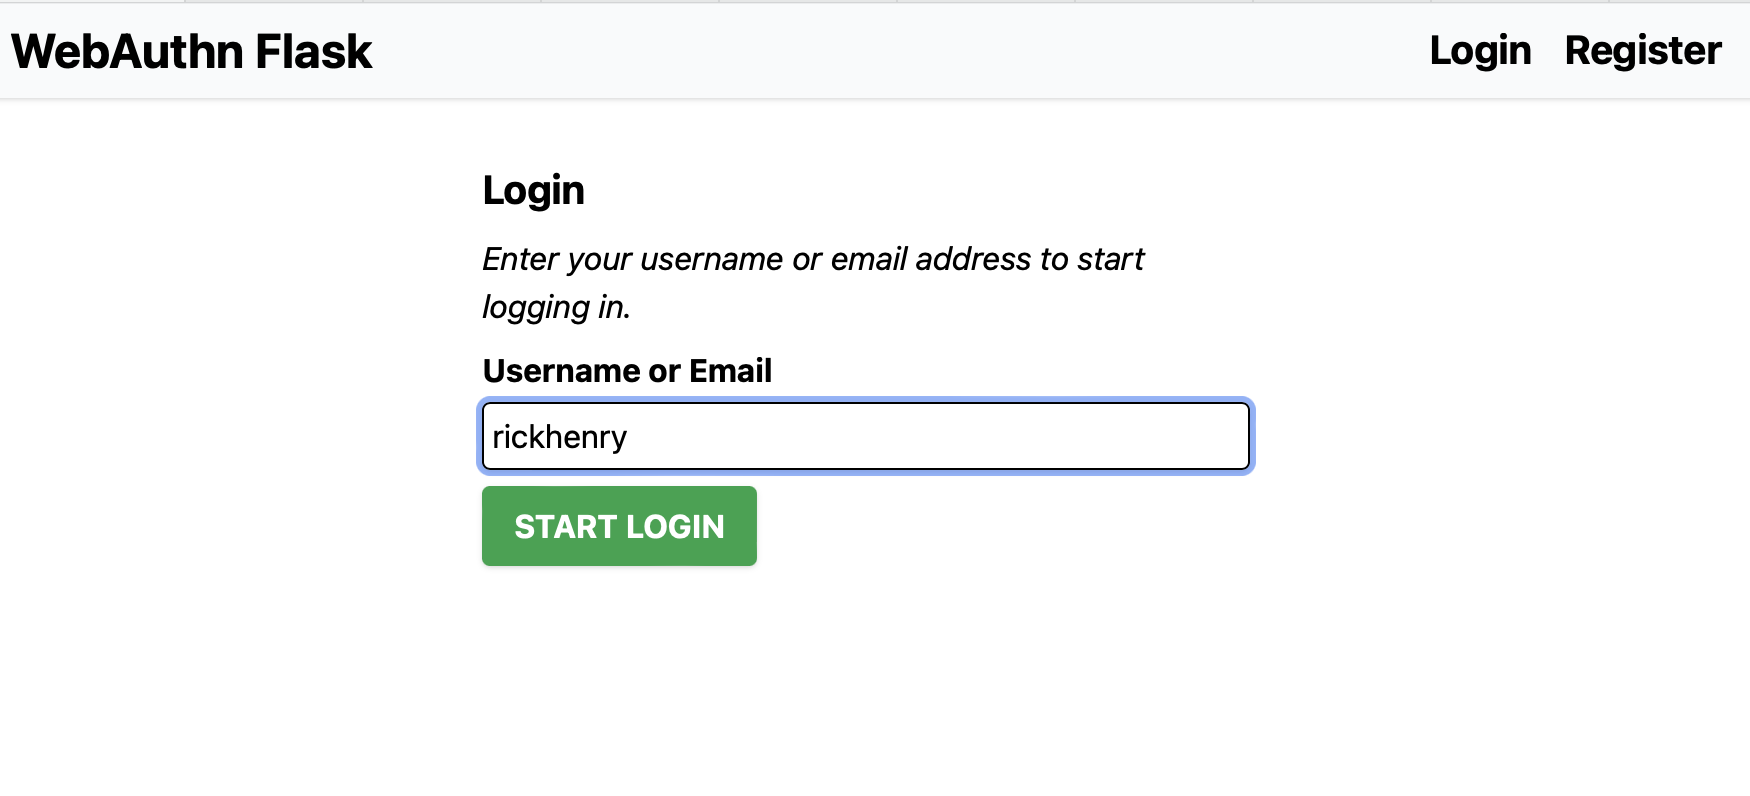 WebAuthn Flask
Login Register
Login
Enter your username or email address to start
logging in.
Username or Email
rickhenry
START LOGIN